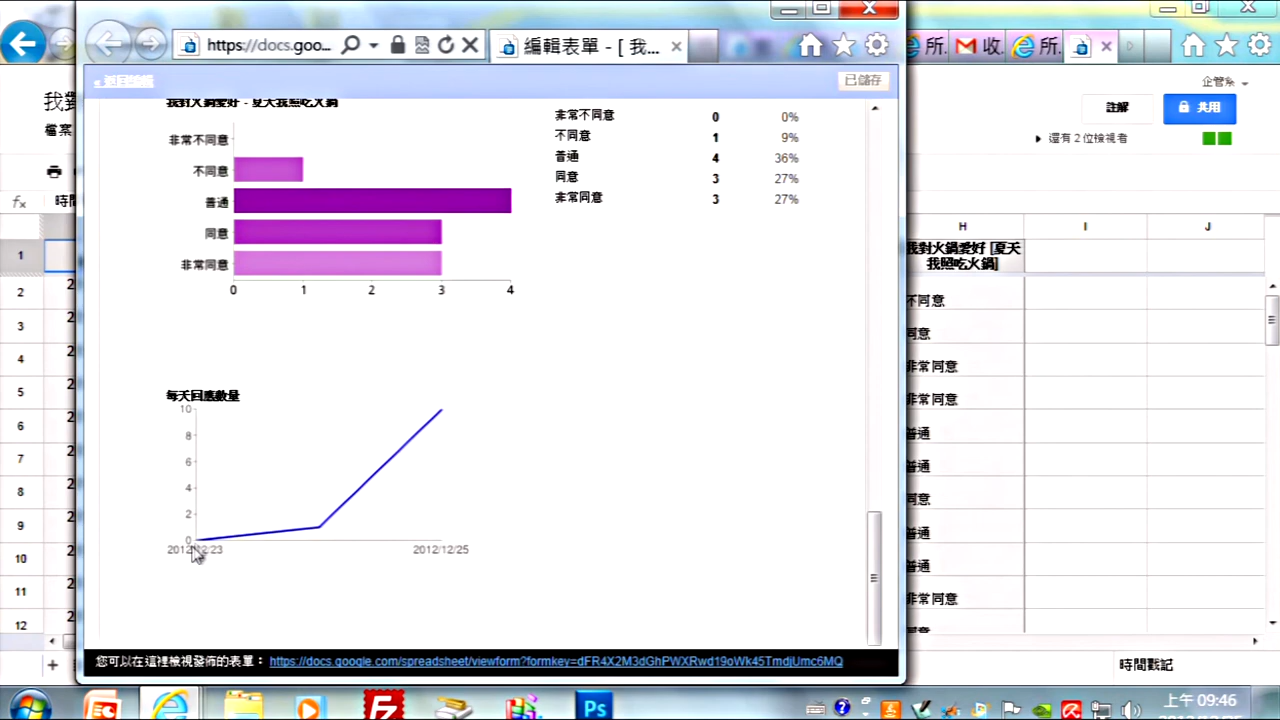 https://docs.goo...
編輯表單 - [ 我...
所.
收.
所.
已儲存
我對火鍋愛好 - 夏天我照吃火鍋
非常不同意
不同意
普通
同意
非常同意
0 1 2 3 4
非常不同意 0 0%
不同意 1 9%
普通 4 36%
同意 3 27%
非常同意 3 27%
每天回應數量
10
8
6
4
2
0
2012/12/23 2012/12/25
您可以在這裡檢視發佈的表單： https://docs.google.com/spreadsheet/viewform?formkey=dFR4X2M3dGhPWXRwd19oWk45TmdjUmc6MQ
檔案
fx
1
2
3
4
5
6
7
8
9
10
11
12
企管系
註解
共用
還有 2 位檢視者
H I J
我對火鍋愛好 [夏天
我照吃火鍋]
不同意
同意
非常同意
非常同意
普通
普通
同意
普通
普通
非常同意
時間戳記
Ps
上午 09:46